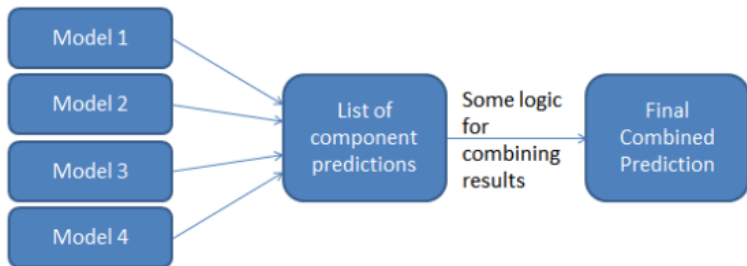 Model 1
Model 2
Model 3
Model 4
List of
component
predictions
Some logic
for
combining
results
Final
Combined
Prediction